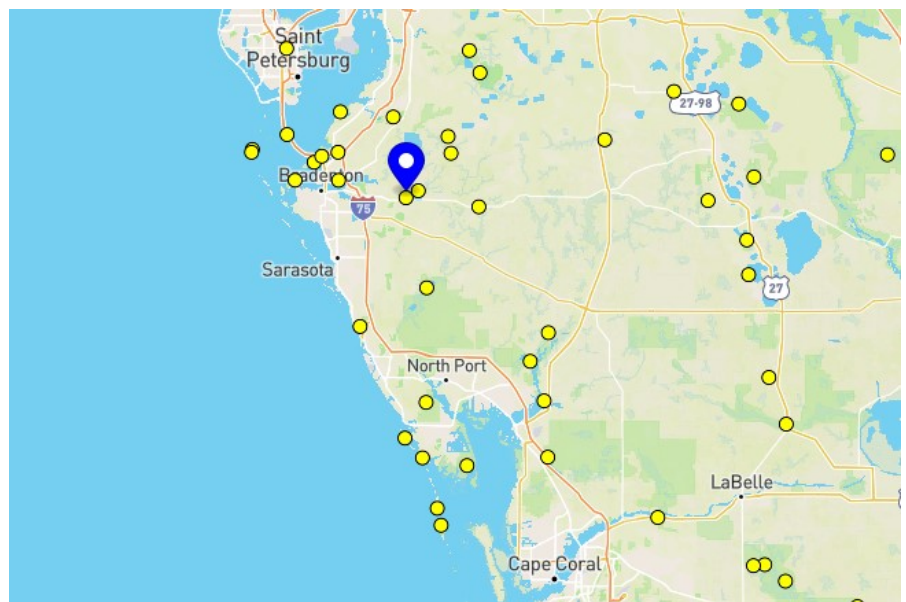 Saint
Petersburg
27-98
Bradenton
75
Sarasota
27
North Port
LaBelle
Cape Coral